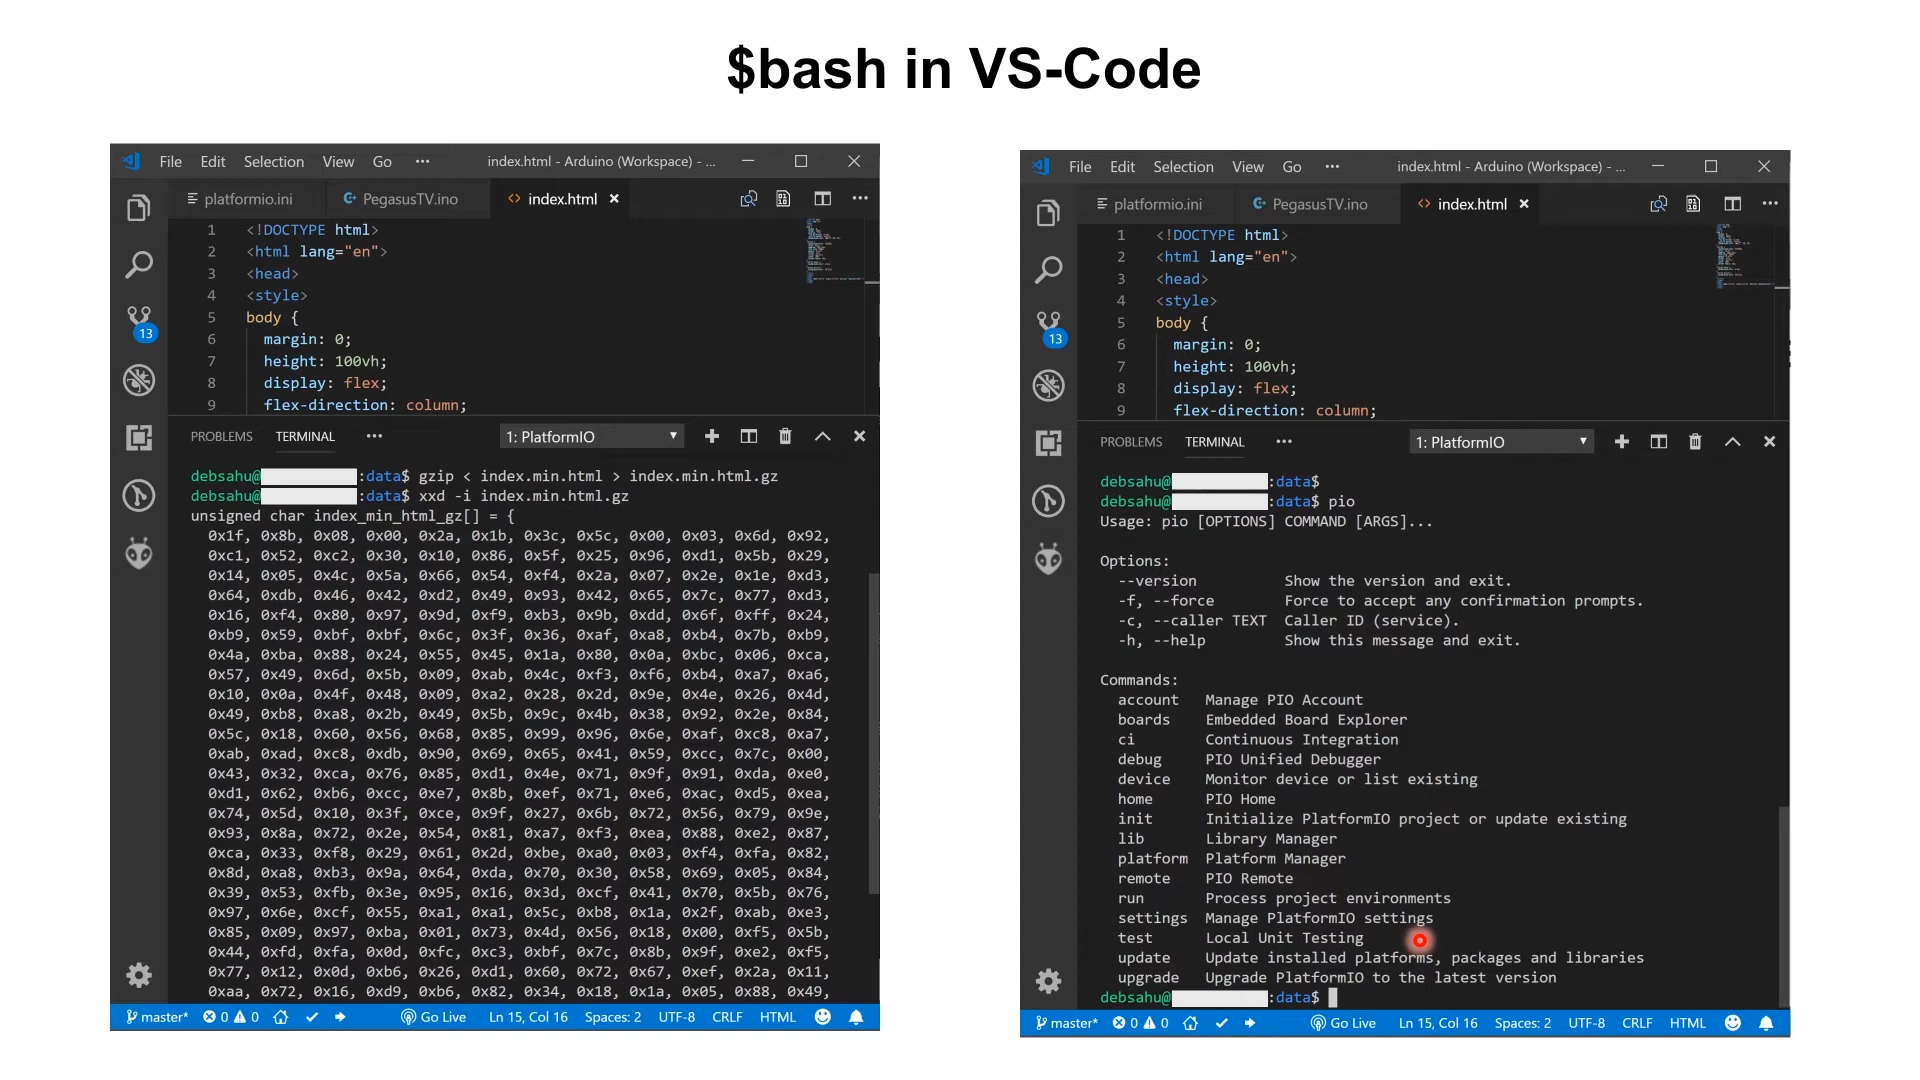 $bash in VS-Code
File Edit Selection View Go ··· index.html - Arduino (Workspace) - ...
platformio.ini PegasusTV.ino index.html
1 <!DOCTYPE html>
2 <html lang="en">
3 <head>
4 <style>
5 body {
6 margin: 0;
7 height: 100vh;
8 display: flex;
9 flex-direction: column;
13
PROBLEMS TERMINAL ··· 1: PlatformIO
debsahu@ :data$ gzip < index.min.html > index.min.html.gz
debsahu@ :data$ xxd -i index.min.html.gz
unsigned char index_min_html_gz[] = {
0x1f, 0x8b, 0x08, 0x00, 0x2a, 0x1b, 0x3c, 0x5c, 0x00, 0x03, 0x6d, 0x92,
0xc1, 0x52, 0xc2, 0x30, 0x10, 0x86, 0x5f, 0x25, 0x96, 0xd1, 0x5b, 0x29,
0x14, 0x05, 0x4c, 0x5a, 0x66, 0x54, 0xf4, 0x2a, 0x07, 0x2e, 0x1e, 0xd3,
0x64, 0xdb, 0x46, 0x42, 0xd2, 0x49, 0x93, 0x42, 0x65, 0x7c, 0x77, 0xd3,
0x16, 0xf4, 0x80, 0x97, 0x9d, 0xf9, 0xb3, 0x9b, 0xdd, 0x6f, 0xff, 0x24,
0xb9, 0x59, 0xbf, 0xbf, 0x6c, 0x3f, 0x36, 0xaf, 0xa8, 0xb4, 0x7b, 0xb9,
0x4a, 0xba, 0x88, 0x24, 0x55, 0x45, 0x1a, 0x80, 0x0a, 0xbc, 0x06, 0xca,
0x57, 0x49, 0x6d, 0x5b, 0x09, 0xab, 0x4c, 0xf3, 0xf6, 0xb4, 0xa7, 0xa6,
0x10, 0x0a, 0x4f, 0x48, 0x09, 0xa2, 0x28, 0x2d, 0x9e, 0x4e, 0x26, 0x4d,
0x49, 0xb8, 0xa8, 0x2b, 0x49, 0x5b, 0x9c, 0x4b, 0x38, 0x92, 0x2e, 0x84,
0x5c, 0x18, 0x60, 0x56, 0x68, 0x85, 0x99, 0x96, 0x6e, 0xaf, 0xc8, 0xa7,
0xab, 0xad, 0xc8, 0xdb, 0x90, 0x69, 0x65, 0x41, 0x59, 0xcc, 0x7c, 0x00,
0x43, 0x32, 0xca, 0x76, 0x85, 0xd1, 0x4e, 0x71, 0x9f, 0x91, 0xda, 0xe0,
0xd1, 0x62, 0xb6, 0xcc, 0xe7, 0x8b, 0xef, 0x71, 0xe6, 0xac, 0xd5, 0xea,
0x74, 0x5d, 0x10, 0x3f, 0xce, 0x9f, 0x27, 0x6b, 0x72, 0x56, 0x79, 0x9e,
0x93, 0x8a, 0x72, 0x2e, 0x54, 0x81, 0xa7, 0xf3, 0xea, 0x88, 0xe2, 0x87,
0xca, 0x33, 0xf8, 0x29, 0x61, 0x2d, 0xbe, 0xa0, 0x03, 0xf4, 0xfa, 0x82,
0x8d, 0xa8, 0xb3, 0x9a, 0x64, 0xda, 0x70, 0x30, 0x58, 0x69, 0x05, 0x84,
0x39, 0x53, 0xfb, 0x3e, 0x95, 0x16, 0x3d, 0xcf, 0x41, 0x70, 0x5b, 0x76,
0x97, 0x6e, 0xcf, 0x55, 0xa1, 0xa1, 0x5c, 0xb8, 0x1a, 0x2f, 0xab, 0xe3,
0x85, 0x09, 0x97, 0xba, 0x01, 0x73, 0x4d, 0x56, 0x18, 0x00, 0xf5, 0x5b,
0x44, 0xfd, 0xfa, 0x0d, 0xfc, 0xc3, 0xbf, 0x7c, 0x8b, 0x9f, 0xe2, 0xf5,
0x77, 0x12, 0x0d, 0xb6, 0x26, 0xd1, 0x60, 0x72, 0x67, 0xef, 0x2a, 0x11,
0xaa, 0x72, 0x16, 0xd9, 0xb6, 0x82, 0x34, 0x18, 0x1a, 0x05, 0x88, 0x49,
master* 0 0 Go Live Ln 15, Col 16 Spaces: 2 UTF-8 CRLF HTML
File Edit Selection View Go ··· index.html - Arduino (Workspace) - ...
platformio.ini PegasusTV.ino index.html
1 <!DOCTYPE html>
2 <html lang="en">
3 <head>
4 <style>
5 body {
6 margin: 0;
7 height: 100vh;
8 display: flex;
9 flex-direction: column;
13
PROBLEMS TERMINAL ··· 1: PlatformIO
debsahu@ :data$
debsahu@ :data$ pio
Usage: pio [OPTIONS] COMMAND [ARGS]...
Options:
--version Show the version and exit.
-f, --force Force to accept any confirmation prompts.
-c, --caller TEXT Caller ID (service).
-h, --help Show this message and exit.
Commands:
account Manage PIO Account
boards Embedded Board Explorer
ci Continuous Integration
debug PIO Unified Debugger
device Monitor device or list existing
home PIO Home
init Initialize PlatformIO project or update existing
lib Library Manager
platform Platform Manager
remote PIO Remote
run Process project environments
settings Manage PlatformIO settings
test Local Unit Testing
update Update installed platforms, packages and libraries
upgrade Upgrade PlatformIO to the latest version
debsahu@ :data$
master* 0 0 Go Live Ln 15, Col 16 Spaces: 2 UTF-8 CRLF HTML